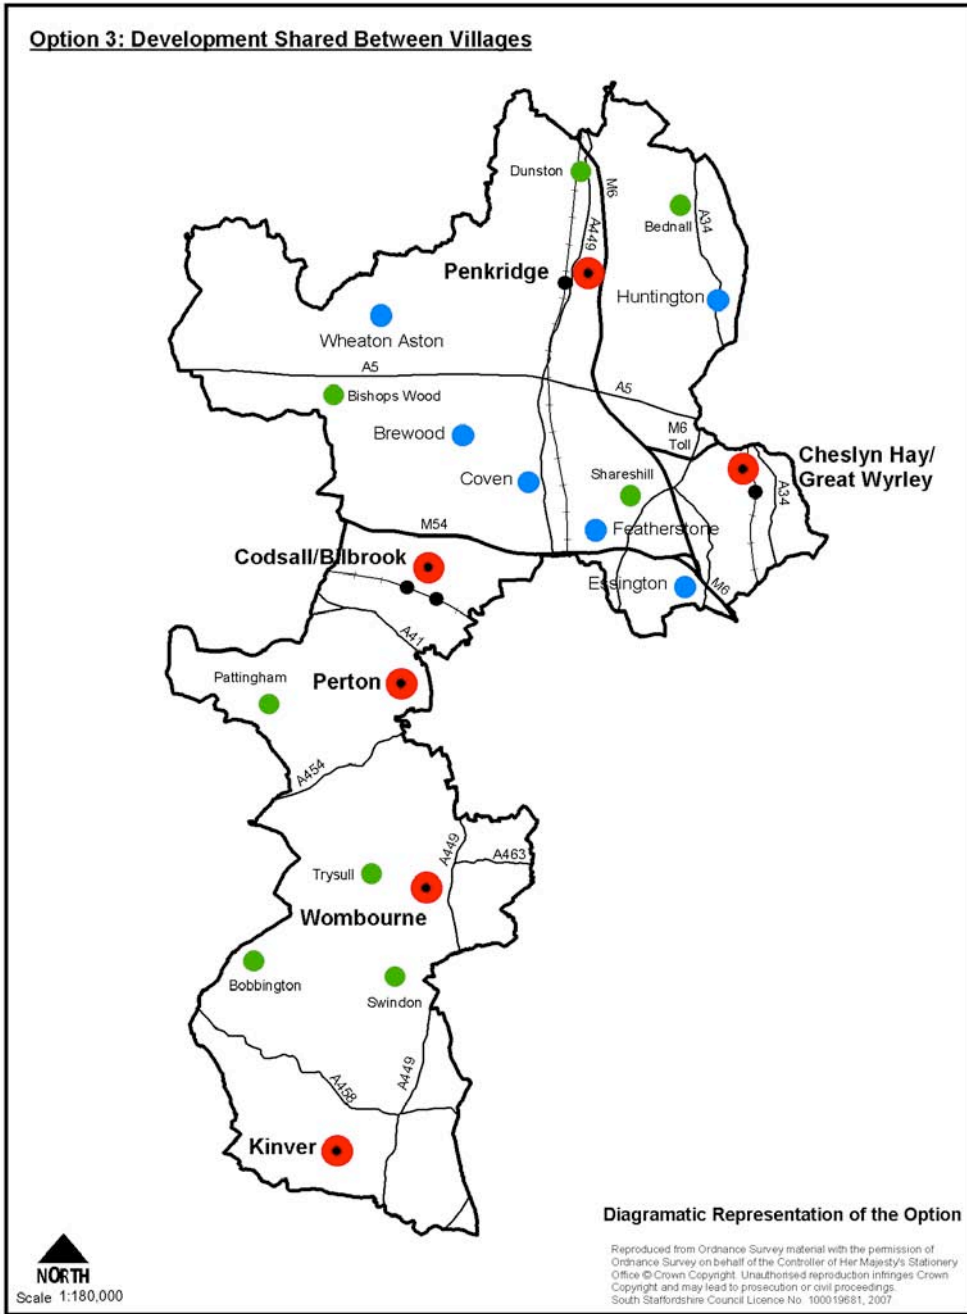 Option 3: Development Shared Between Villages
Dunston
M6
A449
Bednall
A34
Penkridge
Huntington
Wheaton Aston
A5
A5
Bishops Wood
Brewood
M6
Toll
Cheslyn Hay/
Great Wyrley
Coven
Shareshill
A34
M54
Featherstone
Codsall/Bilbrook
Essington
M6
A41
Pattingham
Perton
A454
A449
A463
Trysull
Wombourne
Bobbington
Swindon
A449
A458
Kinver
Diagramatic Representation of the Option
Reproduced from Ordnance Survey material with the permission of
Ordnance Survey on behalf of the Controller of Her Majesty's Stationery
Office © Crown Copyright. Unauthorised reproduction infringes Crown
Copyright and may lead to prosecution or civil proceedings.
South Staffordshire Council Licence No. 100019681, 2007
NORTH
Scale 1:180,000